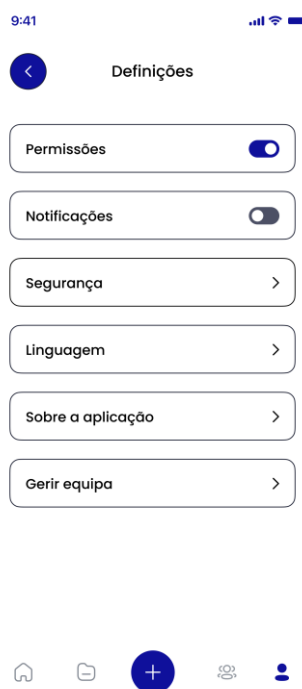 9:41
Definições
Permissões
Notificações
Segurança
Linguagem
Sobre a aplicação
Gerir equipa